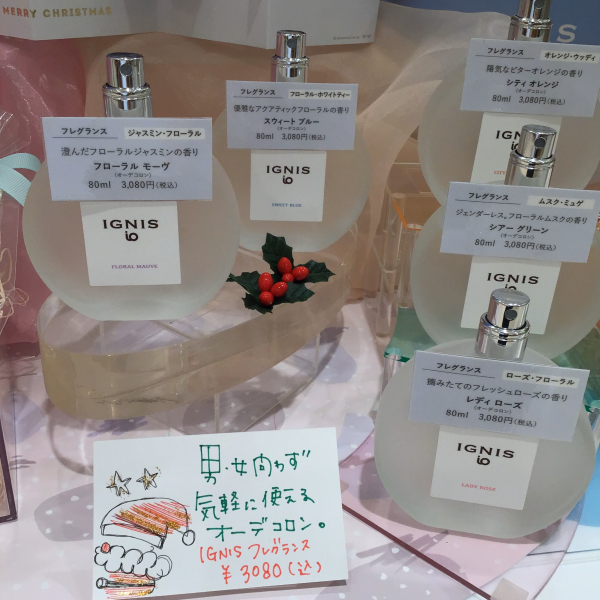 MERRY CHRISTMAS
フレグランス ジャスミン・フローラル
澄んだフローラルジャスミンの香り
フローラル モーヴ
(オーデコロン)
80ml 3,080円(税込)
IGNIS
io
FLORAL MAUVE
フレグランス フローラル・ホワイトティー
優雅なアクアティックフローラルの香り
スウィート ブルー
(オーデコロン)
80ml 3,080円(税込)
IGNIS
io
SWEET BLUE
フレグランス オレンジ・ウッディ
陽気なビターオレンジの香り
シティ オレンジ
(オーデコロン)
80ml 3,080円(税込)
IGNIS
フレグランス ムスク・ミュゲ
ジェンダーレス、フローラルムスクの香り
シアー グリーン
(オーデコロン)
80ml 3,080円(税込)
IGNIS
io
フレグランス ローズ・フローラル
摘みたてのフレッシュローズの香り
レディ ローズ
(オーデコロン)
80ml 3,080円(税込)
IGNIS
io
LADY ROSE
男・女問わず
気軽に使える
オーデコロン。
IGNIS フレグランス
¥3080(込)